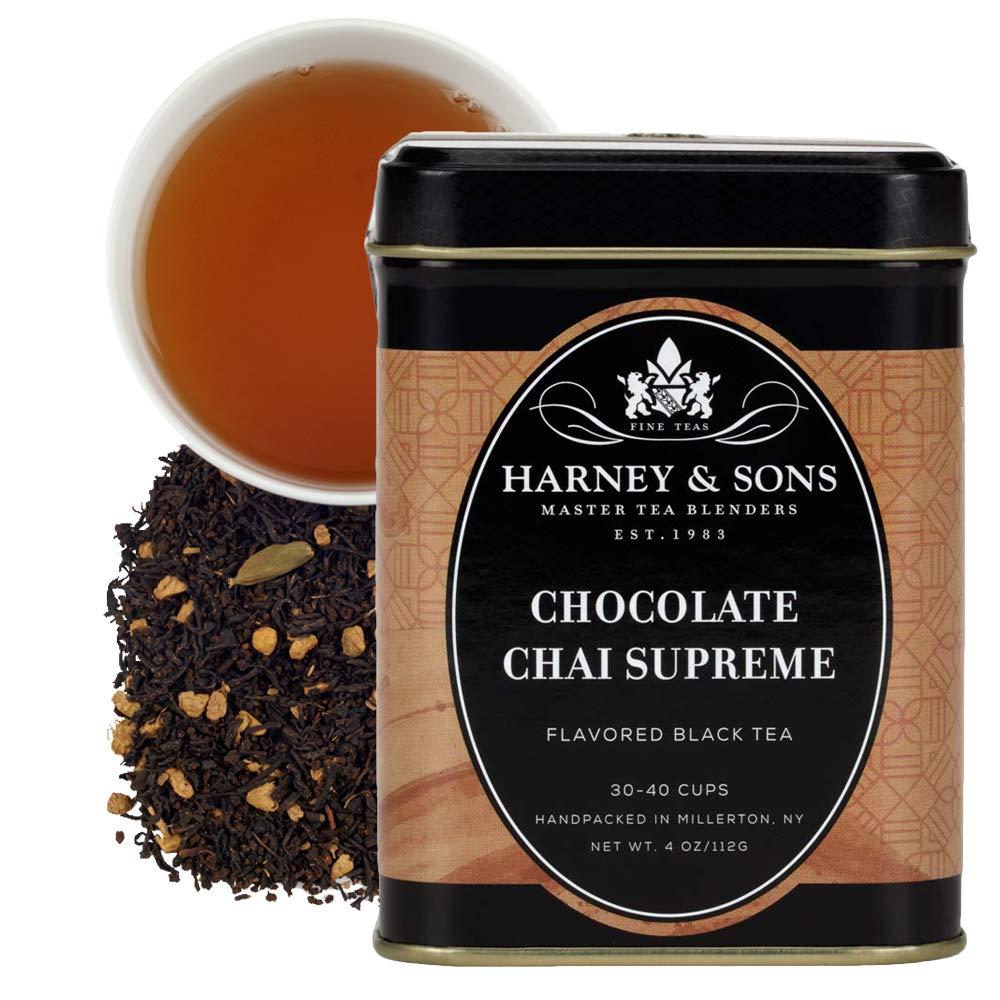 FINE TEAS
HARNEY & SONS
MASTER TEA BLENDERS
EST. 1983
CHOCOLATE
CHAI SUPREME
FLAVORED BLACK TEA
30-40 CUPS
HANDPACKED IN MILLERTON, NY
NET WT. 4 OZ/112G